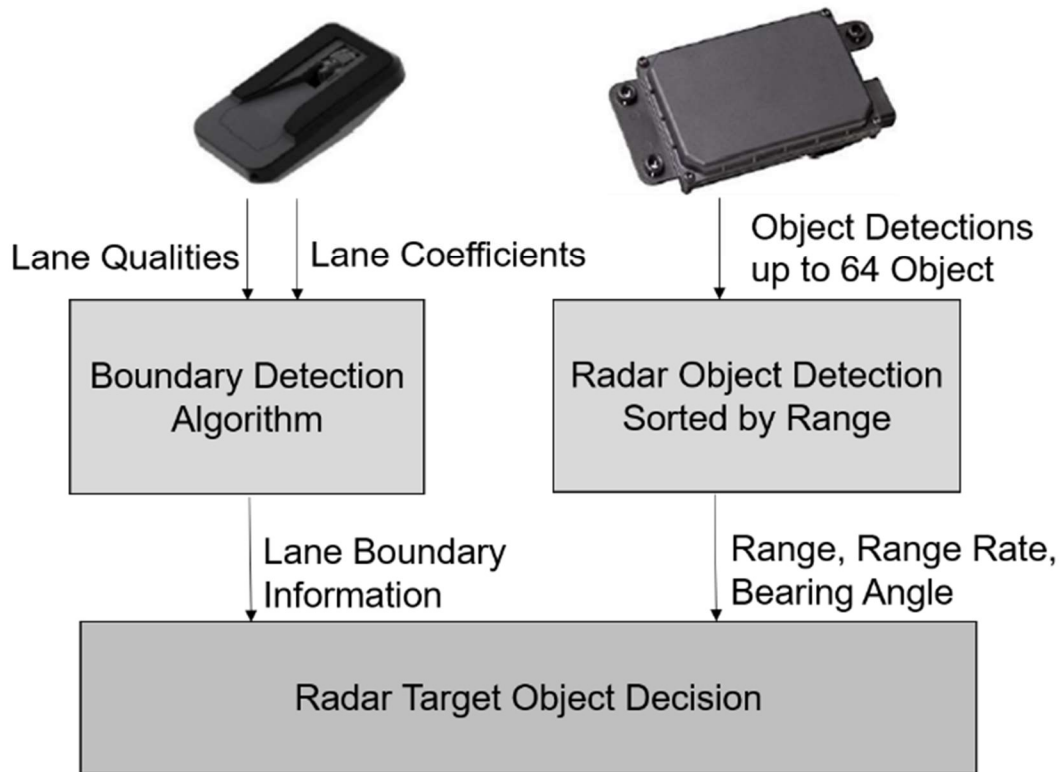 Lane Qualities
Lane Coefficients
Object Detections
up to 64 Object
Boundary Detection
Algorithm
Radar Object Detection
Sorted by Range
Lane Boundary
Information
Range, Range Rate,
Bearing Angle
Radar Target Object Decision